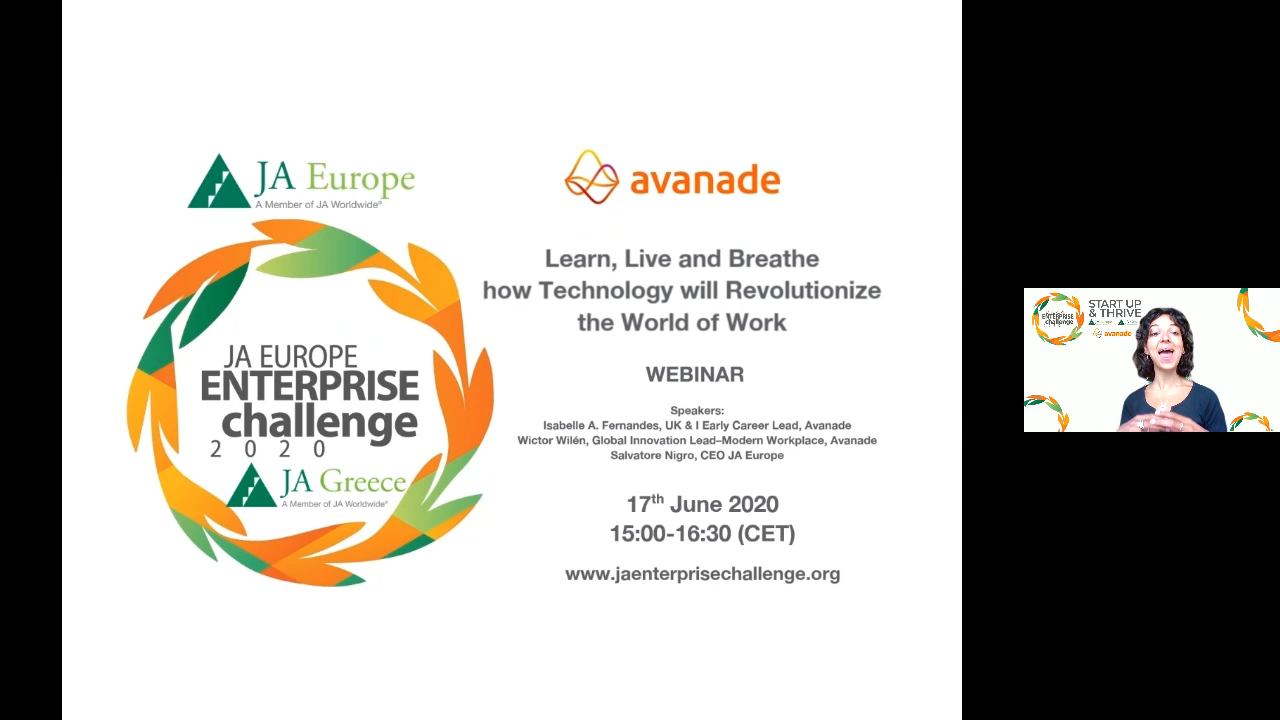 JA Europe
A Member of JA Worldwide®
JA EUROPE
ENTERPRISE
challenge
2020
JA Greece
A Member of JA Worldwide®
avanade
Learn, Live and Breathe
how Technology will Revolutionize
the World of Work
WEBINAR
Speakers:
Isabelle A. Fernandes, UK & I Early Career Lead, Avanade
Wictor Wilén, Global Innovation Lead–Modern Workplace, Avanade
Salvatore Nigro, CEO JA Europe
17th June 2020
15:00-16:30 (CET)
www.jaenterprisechallenge.org
ENTERPRISE
challenge
START UP
& THRIVE
avanade